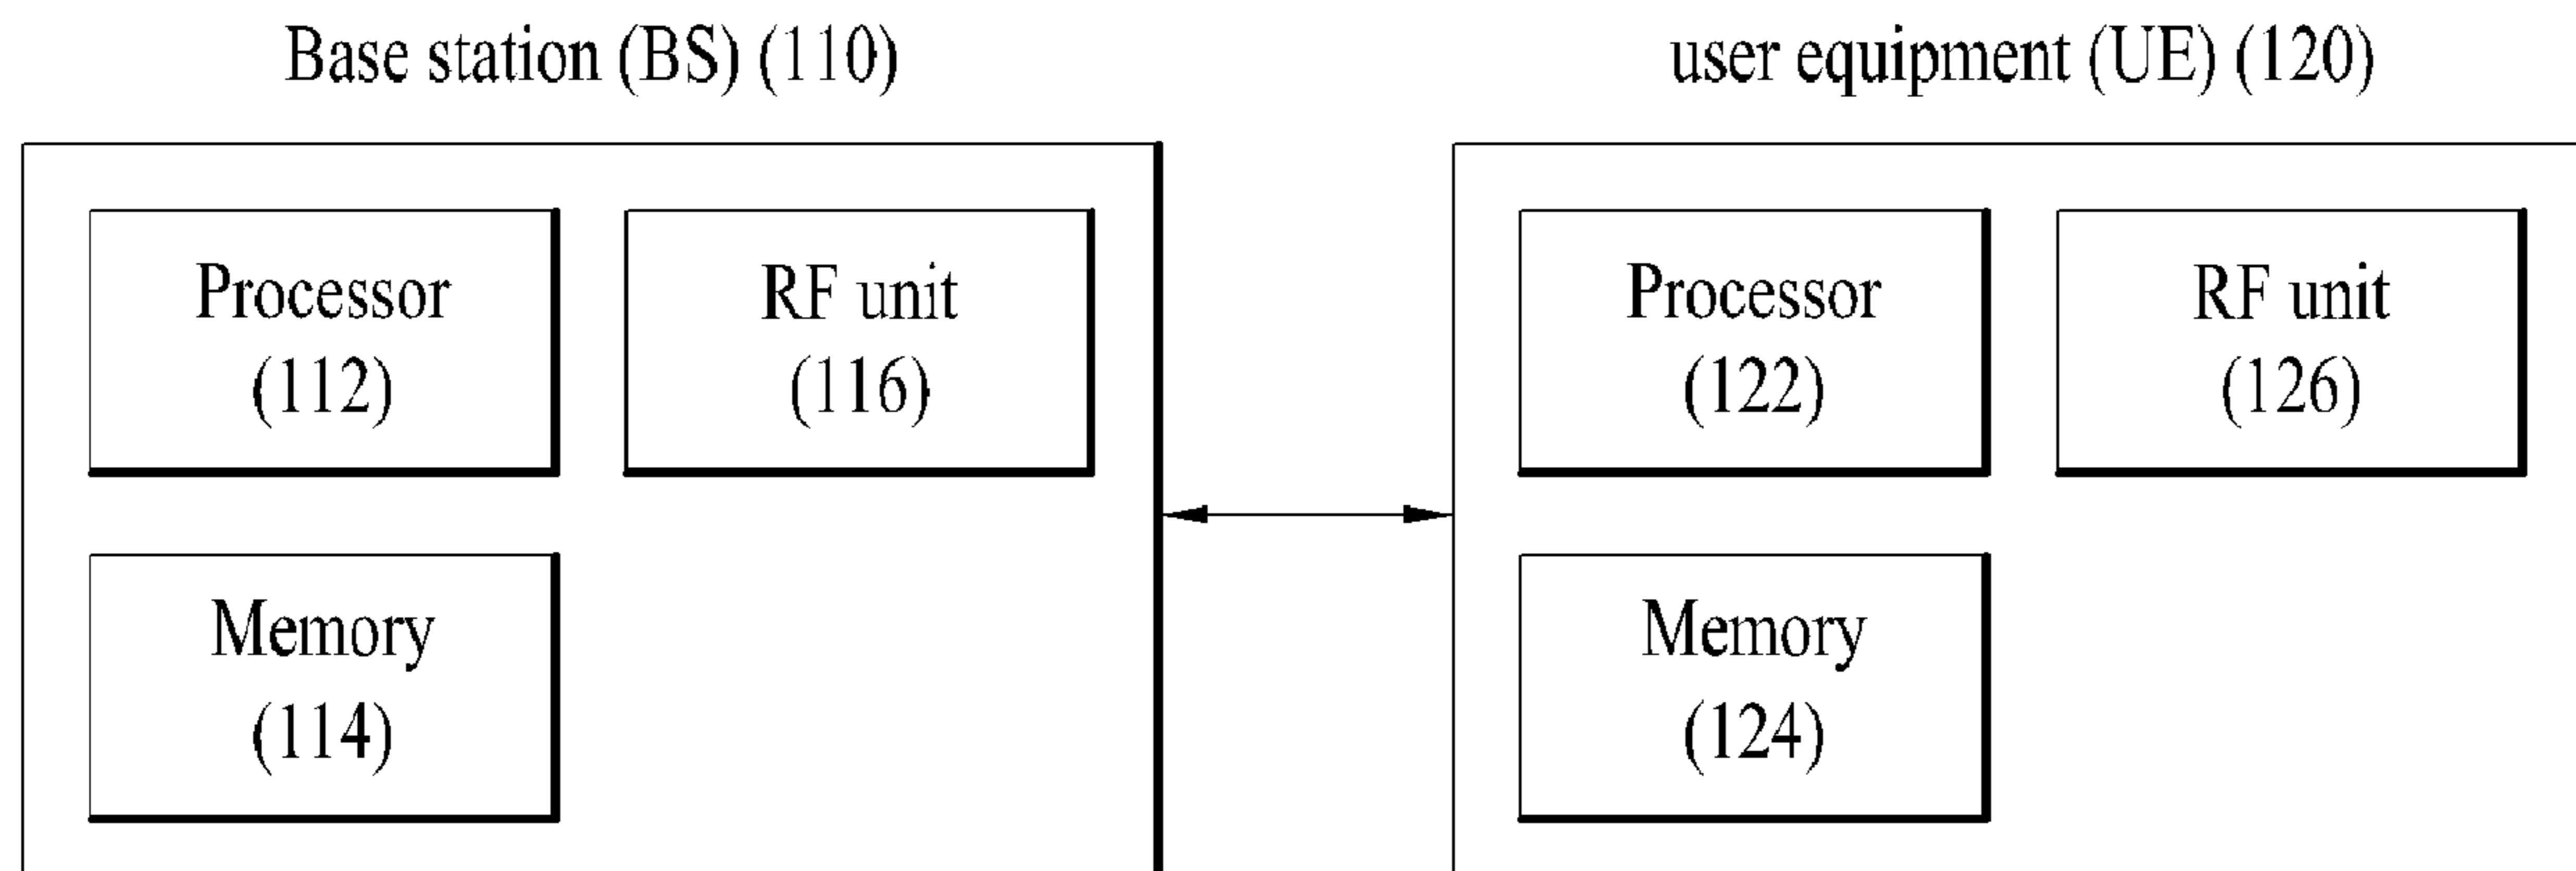 Base station (BS) (110)
Processor
(112)
RF unit
(116)
Memory
(114)
user equipment (UE) (120)
Processor
(122)
RF unit
(126)
Memory
(124)